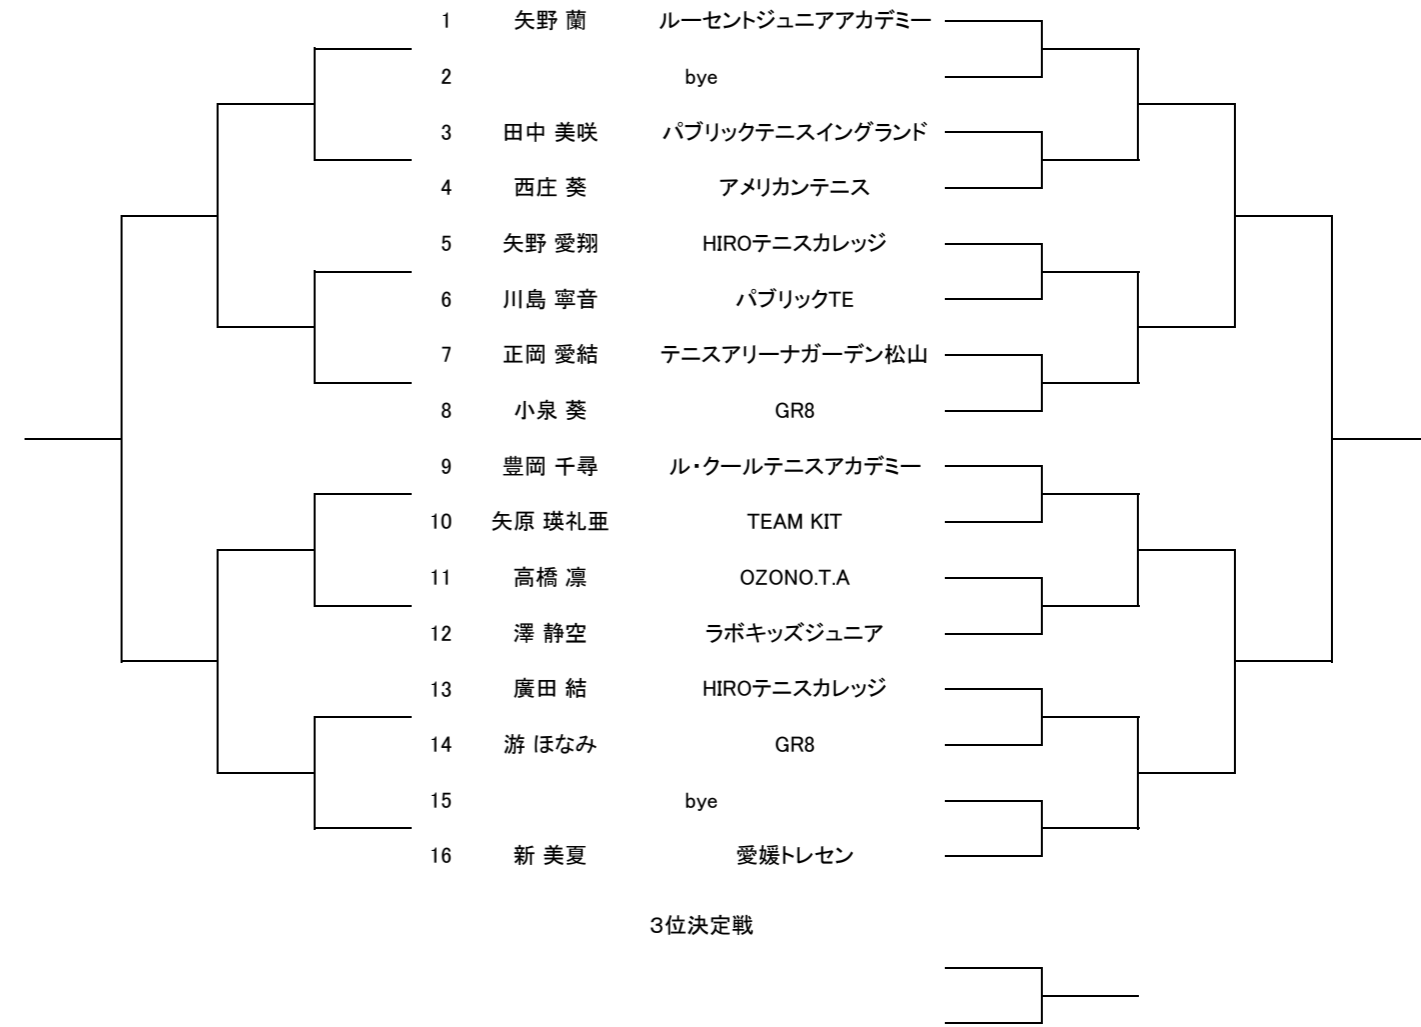 1 矢野 蘭 ルーセントジュニアアカデミー
2 bye
3 田中 美咲 パブリックテニスイングランド
4 西庄 葵 アメリカンテニス
5 矢野 愛翔 HIROテニスカレッジ
6 川島 寧音 パブリックTE
7 正岡 愛結 テニスアリーナガーデン松山
8 小泉 葵 GR8
9 豊岡 千尋 ル・クールテニスアカデミー
10 矢原 瑛礼亜 TEAM KIT
11 高橋 凛 OZONO.T.A
12 澤 静空 ラボキッズジュニア
13 廣田 結 HIROテニスカレッジ
14 游 ほなみ GR8
15 bye
16 新 美夏 愛媛トレセン
3位決定戦